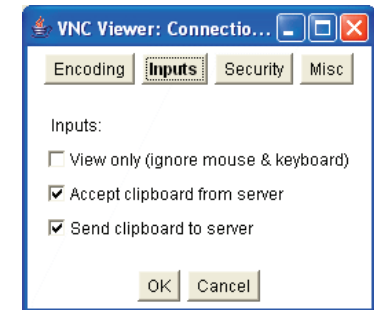 VNC Viewer: Connectio...
Encoding Inputs Security Misc
Inputs:
View only (ignore mouse & keyboard)
Accept clipboard from server
Send clipboard to server
OK Cancel